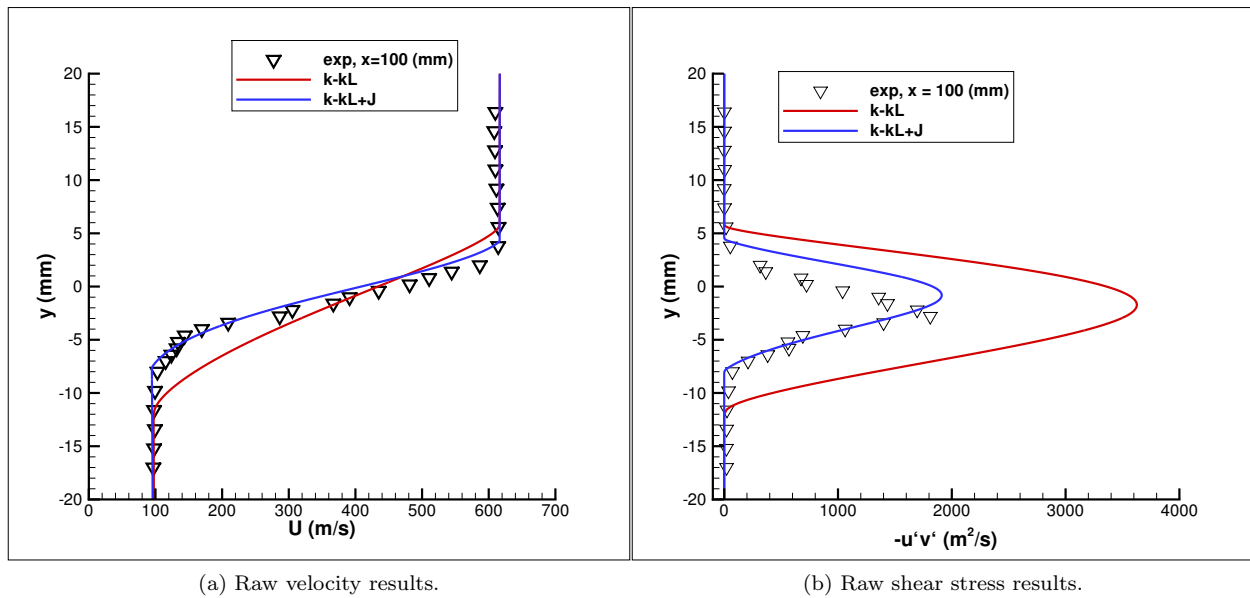 exp, x=100 (mm)
k-kL
k-kL+J
y (mm)
20
15
10
5
0
-5
-10
-15
-20
0 100 200 300 400 500 600 700
U (m/s)
exp, x = 100 (mm)
k-kL
k-kL+J
y (mm)
20
15
10
5
0
-5
-10
-15
-20
0 1000 2000 3000 4000
-u‘v‘ (m²/s)
(a) Raw velocity results.
(b) Raw shear stress results.